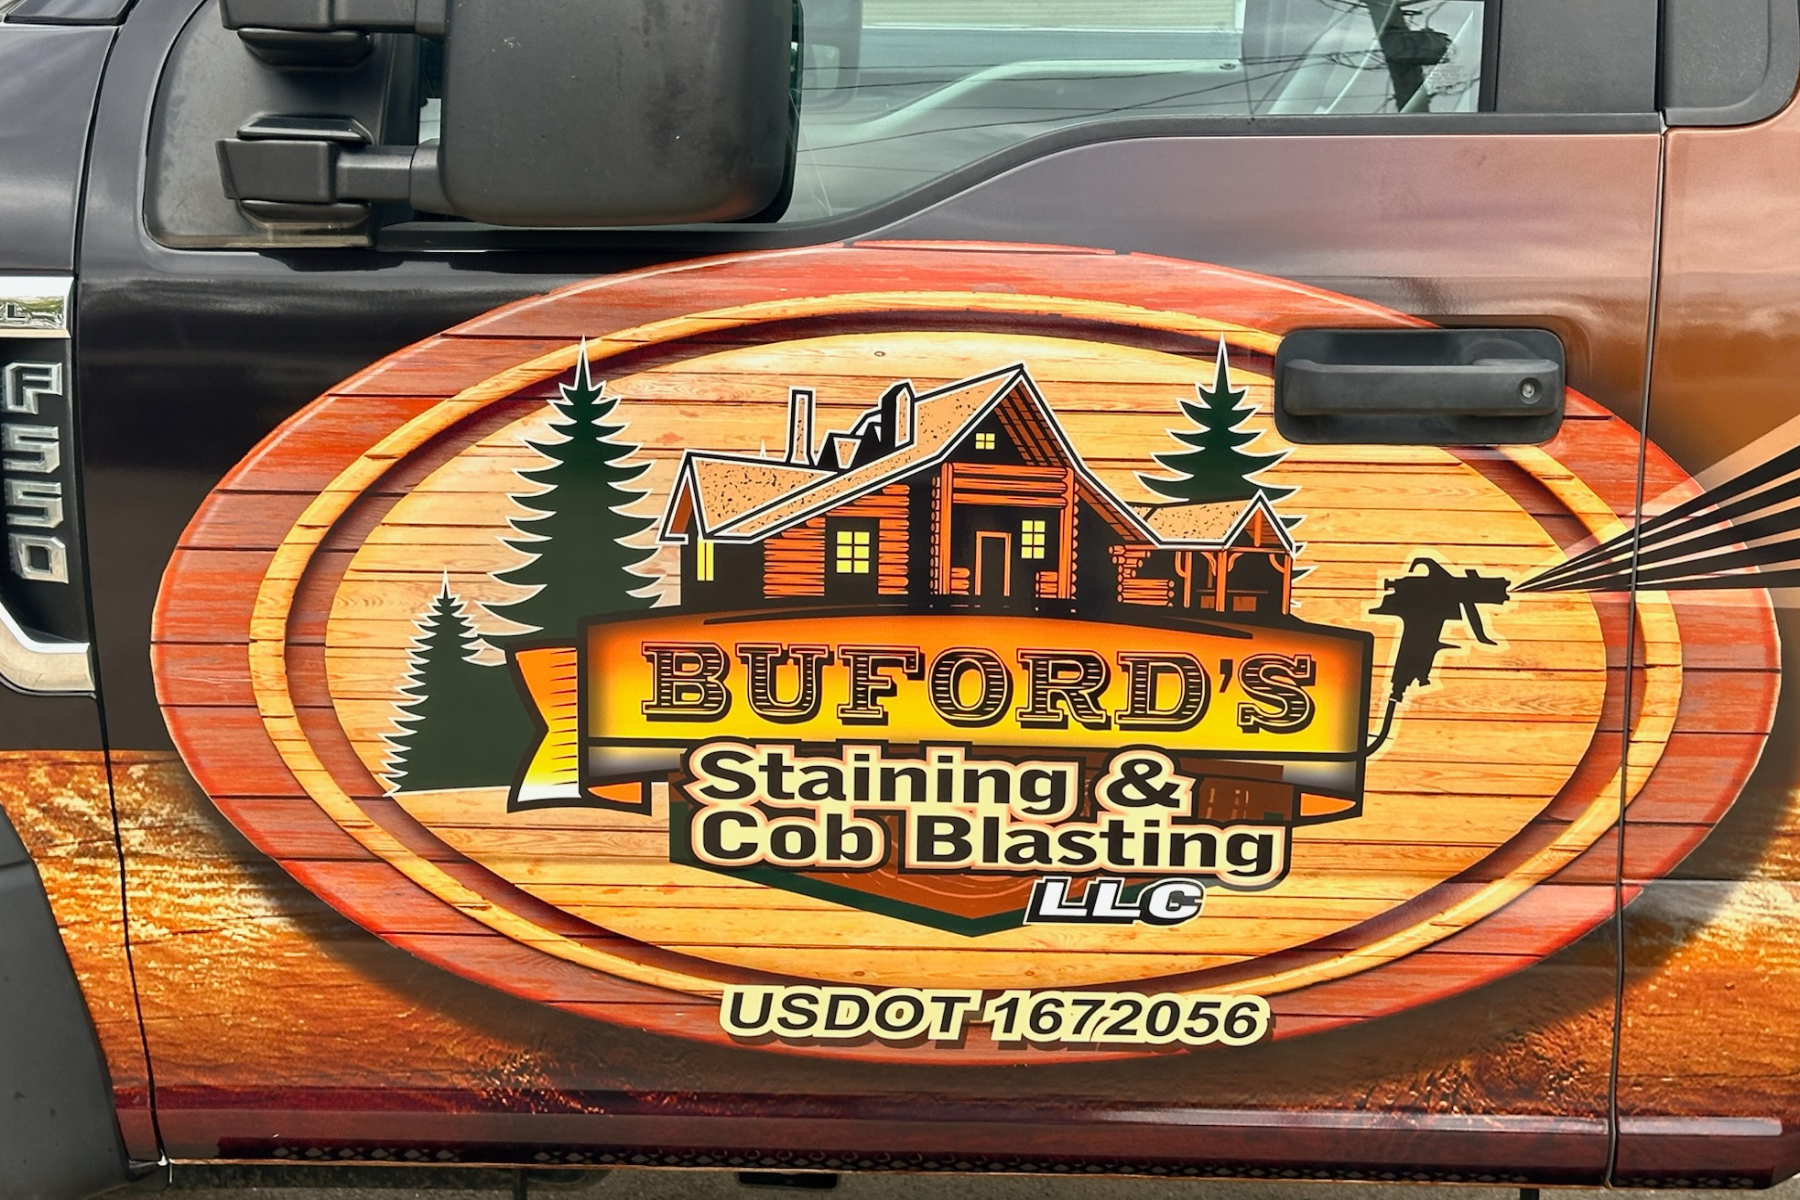 F550
BUFORD'S
Staining &
Cob Blasting
LLC
USDOT 1672056